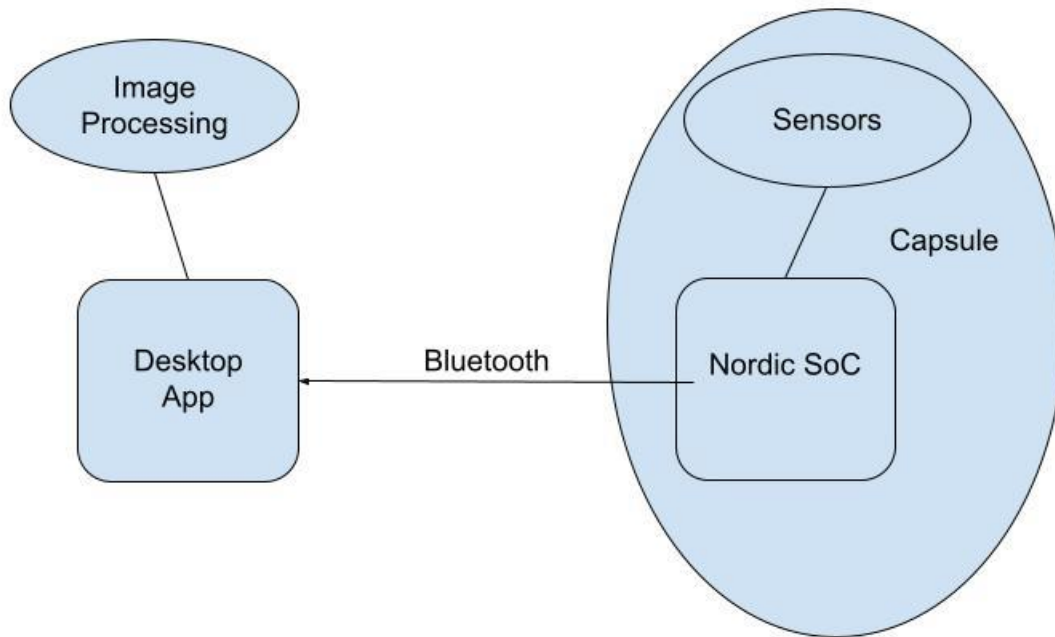 Image
Processing
Sensors
Capsule
Desktop
App
Bluetooth
Nordic SoC